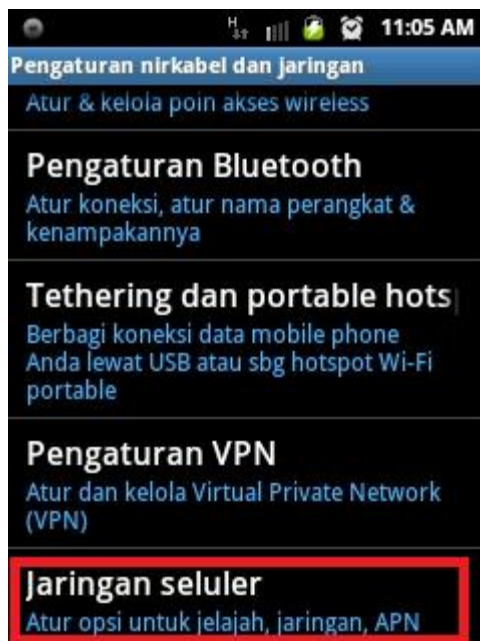 H
11:05 AM
Pengaturan nirkabel dan jaringan
Atur & kelola poin akses wireless
Pengaturan Bluetooth
Atur koneksi, atur nama perangkat &
kenampakannya
Tethering dan portable hots
Berbagi koneksi data mobile phone
Anda lewat USB atau sbg hotspot Wi-Fi
portable
Pengaturan VPN
Atur dan kelola Virtual Private Network
(VPN)
Jaringan seluler
Atur opsi untuk jelajah, jaringan, APN